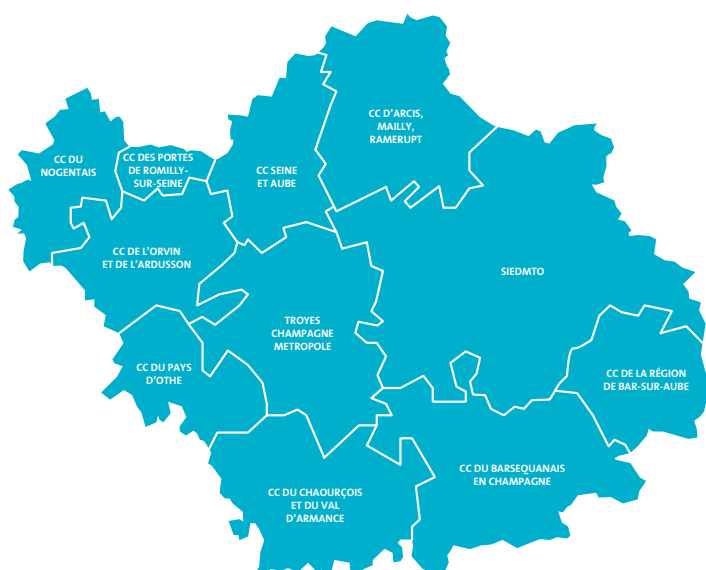 CC D'ARCIS,
MAILLY,
RAMERUPT
CC DU
NOGENTAIS
CC DES PORTES
DE ROMILLY-
SUR-SEINE
CC SEINE
ET AUBE
CC DE L'ORVIN
ET DE L'ARDUSSON
SIEDMTO
TROYES
CHAMPAGNE
METROPOLE
CC DU PAYS
D'OTHE
CC DE LA RÉGION
DE BAR-SUR-AUBE
CC DU BARSEQUANAIS
EN CHAMPAGNE
CC DU CHAOURÇOIS
ET DU VAL
D'ARMANCE